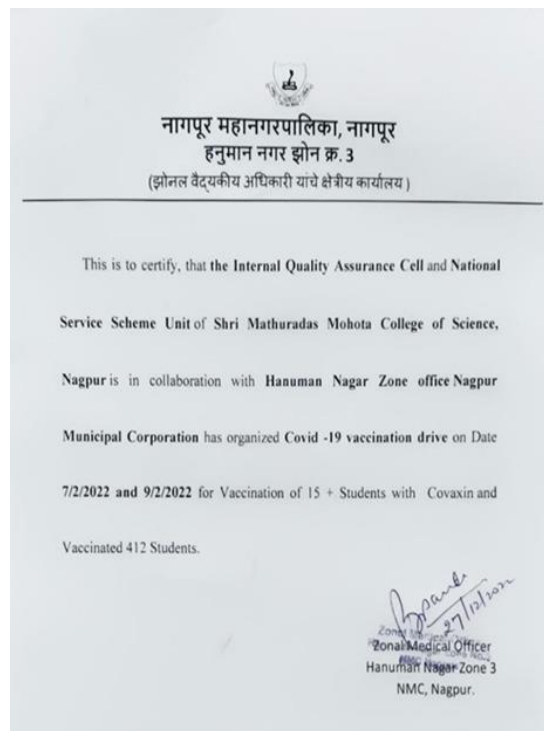 नागपूर महानगरपालिका, नागपूर
हनुमान नगर झोन क्र. 3
(झोनल वैद्यकीय अधिकारी यांचे क्षेत्रीय कार्यालय )
This is to certify, that the Internal Quality Assurance Cell and National
Service Scheme Unit of Shri Mathuradas Mohota College of Science,
Nagpur is in collaboration with Hanuman Nagar Zone office Nagpur
Municipal Corporation has organized Covid -19 vaccination drive on Date
7/2/2022 and 9/2/2022 for Vaccination of 15 + Students with Covaxin and
Vaccinated 412 Students.
27/12/2022
Zonal Medical Officer
Hanuman Nagar Zone 3
NMC, Nagpur.